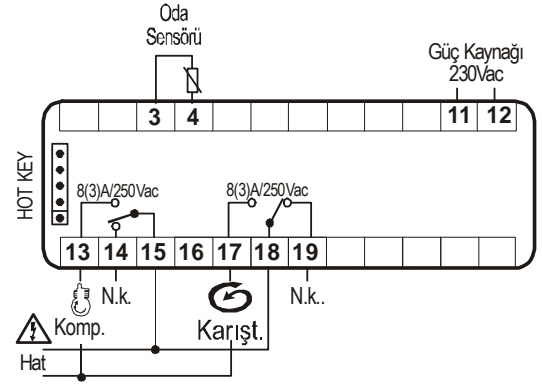 Oda
Sensörü
Güç Kaynağı
230Vac
3 4 11 12
HOT KEY
8(3)A/250Vac 8(3)A/250Vac
13 14 15 16 17 18 19
N.k. N.k..
Komp. Karışt.
Hat